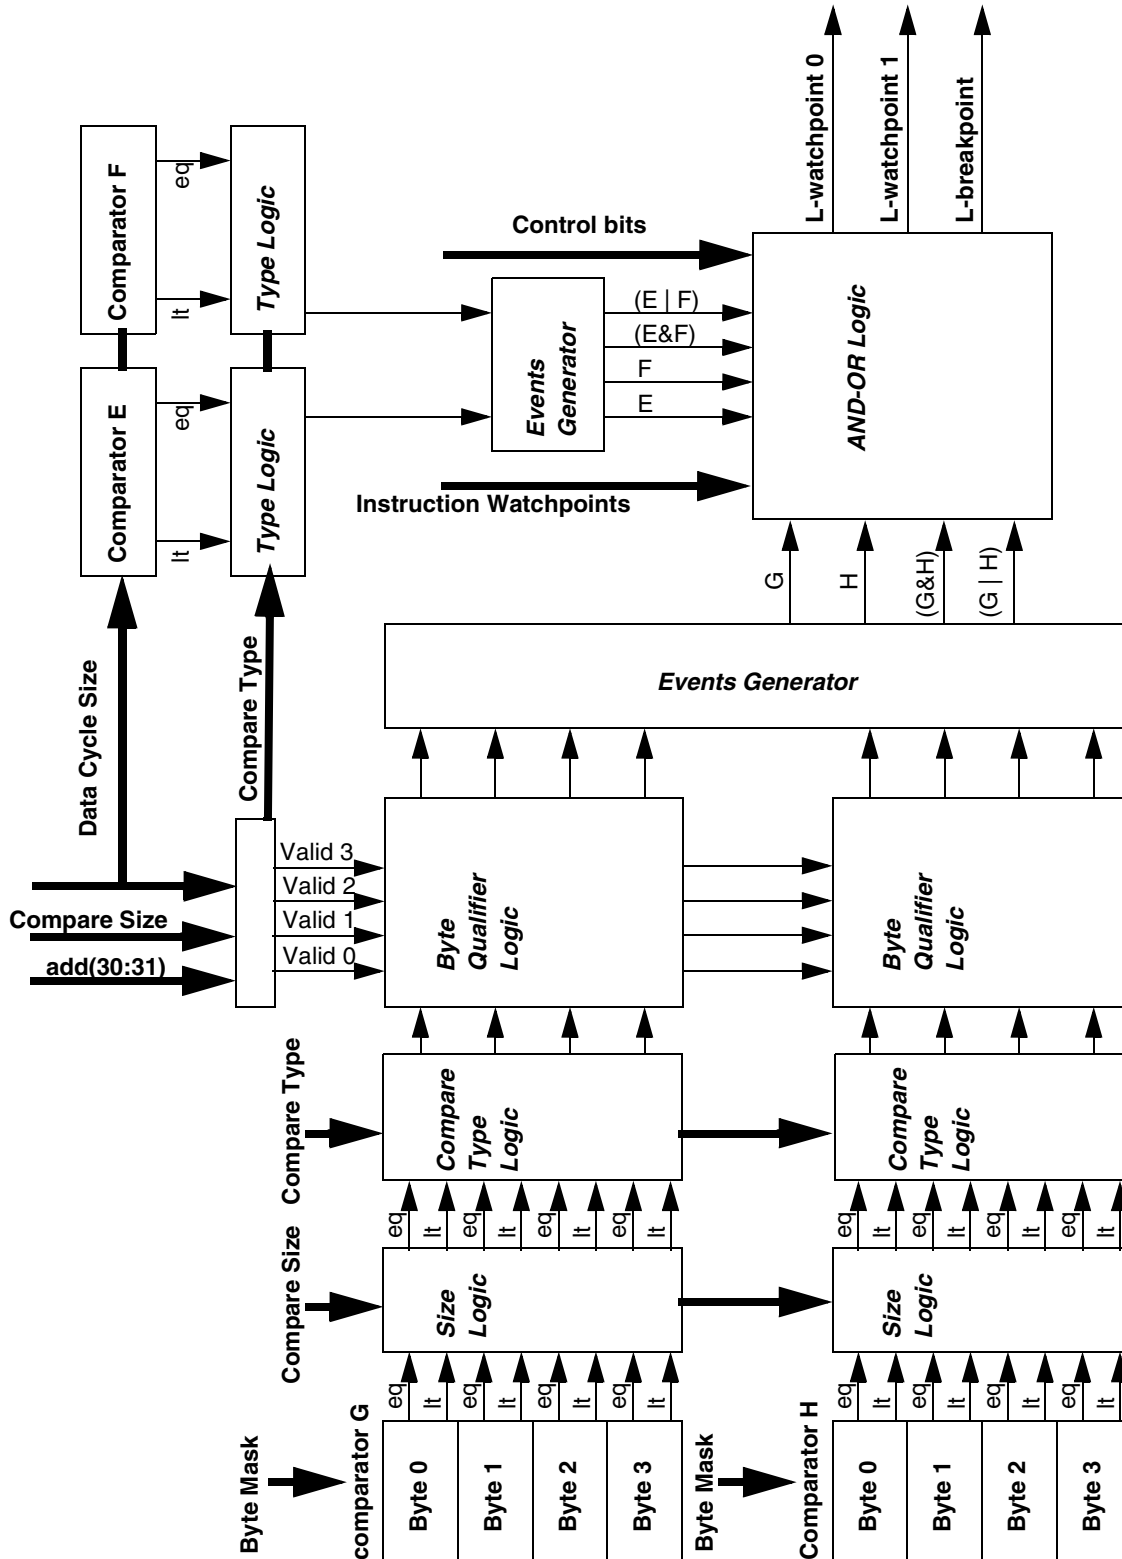 L-watchpoint 0
L-watchpoint 1
L-breakpoint
Comparator F
eq
lt
Type Logic
Control bits
(E | F)
(E&F)
F
E
Events
Generator
AND-OR Logic
Comparator E
eq
lt
Type Logic
Instruction Watchpoints
G
H
(G&H)
(G | H)
Data Cycle Size
Compare Type
Events Generator
Compare Size
add(30:31)
Valid 3
Valid 2
Valid 1
Valid 0
Byte
Qualifier
Logic
Byte
Qualifier
Logic
Compare Type
Compare
Type
Logic
Compare
Type
Logic
eq
lt
eq
lt
eq
lt
eq
lt
eq
lt
eq
lt
eq
lt
eq
lt
Compare Size
Size
Logic
Size
Logic
eq
lt
eq
lt
eq
lt
eq
lt
eq
lt
eq
lt
eq
lt
eq
lt
Byte Mask
comparator G
Byte 0
Byte 1
Byte 2
Byte 3
Byte Mask
Comparator H
Byte 0
Byte 1
Byte 2
Byte 3